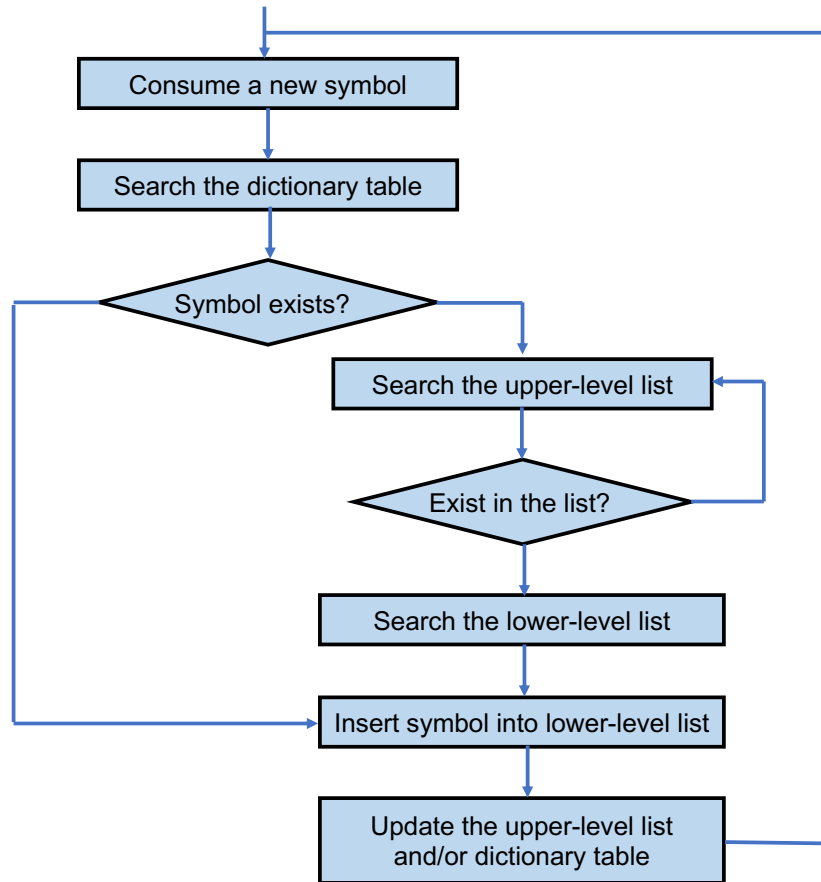 Consume a new symbol
Search the dictionary table
Symbol exists?
Search the upper-level list
Exist in the list?
Search the lower-level list
Insert symbol into lower-level list
Update the upper-level list
and/or dictionary table